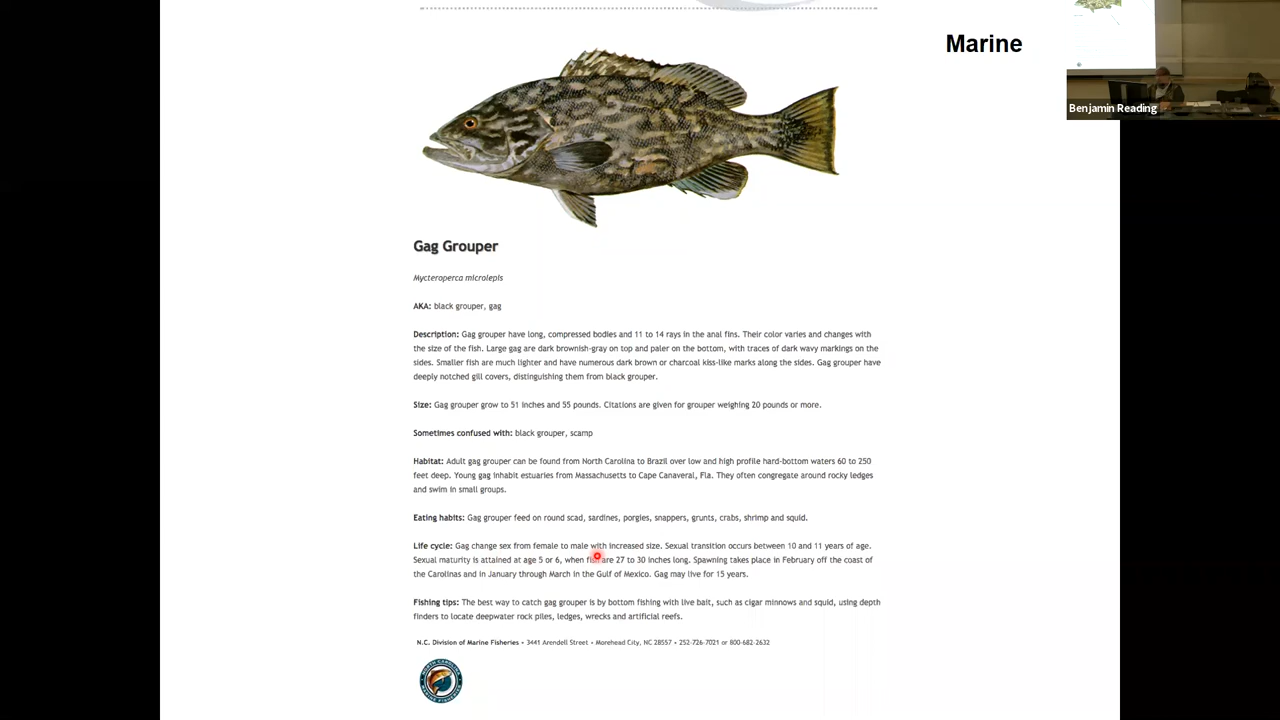 Marine
Benjamin Reading
Gag Grouper
Mycteroperca microlepis
AKA: black grouper, gag
Description: Gag grouper have long, compressed bodies and 11 to 14 rays in the anal fins. Their color varies and changes with
the size of the fish. Large gag are dark brownish-gray on top and paler on the bottom, with traces of dark wavy markings on the
sides. Smaller fish are much lighter and have numerous dark brown or charcoal kiss-like marks along the sides. Gag grouper have
deeply notched gill covers, distinguishing them from black grouper.
Size: Gag grouper grow to 51 inches and 55 pounds. Citations are given for grouper weighing 20 pounds or more.
Sometimes confused with: black grouper, scamp
Habitat: Adult gag grouper can be found from North Carolina to Brazil over low and high profile hard-bottom waters 60 to 250
feet deep. Young gag inhabit estuaries from Massachusetts to Cape Canaveral, Fla. They often congregate around rocky ledges
and swim in small groups.
Eating habits: Gag grouper feed on round scad, sardines, porgies, snappers, grunts, crabs, shrimp and squid.
Life cycle: Gag change sex from female to male with increased size. Sexual transition occurs between 10 and 11 years of age.
Sexual maturity is attained at age 5 or 6, when fish are 27 to 30 inches long. Spawning takes place in February off the coast of
the Carolinas and in January through March in the Gulf of Mexico. Gag may live for 15 years.
Fishing tips: The best way to catch gag grouper is by bottom fishing with live bait, such as cigar minnows and squid, using depth
finders to locate deepwater rock piles, ledges, wrecks and artificial reefs.
N.C. Division of Marine Fisheries • 3441 Arendell Street • Morehead City, NC 28557 • 252-726-7021 or 800-682-2632
NORTH CAROLINA
MARINE FISHERIES